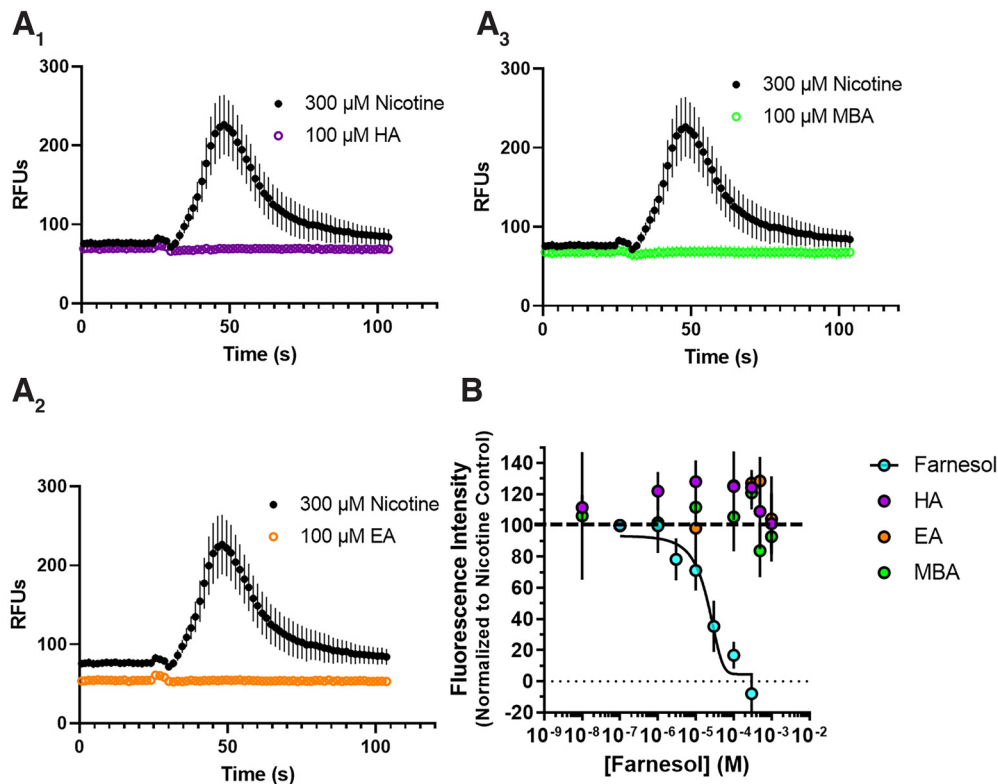 A1
300
200
100
0
RFUs
300 µM Nicotine
100 µM HA
0
50
100
Time (s)
A3
300
200
100
0
RFUs
300 µM Nicotine
100 µM MBA
0
50
100
Time (s)
A2
300
200
100
0
RFUs
300 µM Nicotine
100 µM EA
0
50
100
Time (s)
B
Fluorescence Intensity
(Normalized to Nicotine Control)
140
120
100
80
60
40
20
0
-20
10-9 10-8 10-7 10-6 10-5 10-4 10-3 10-2
[Farnesol] (M)
Farnesol
HA
EA
MBA